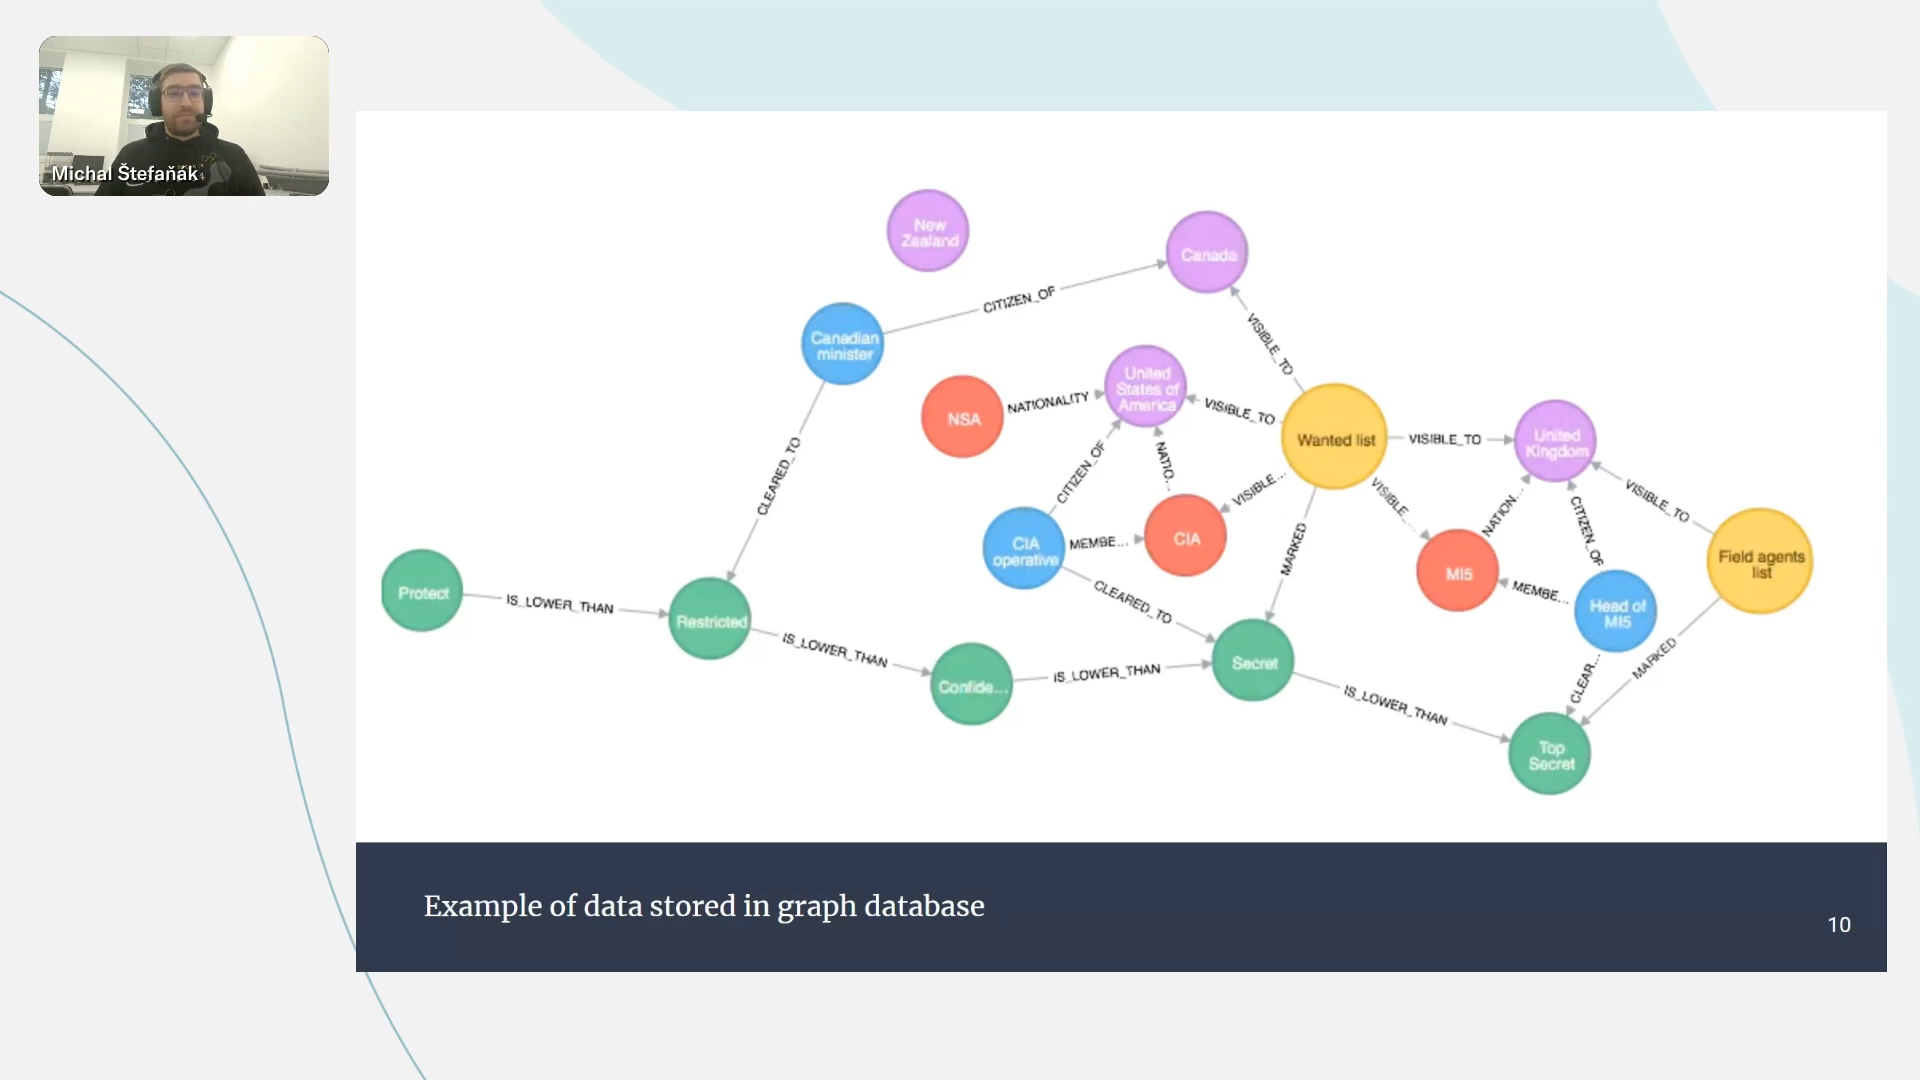 Michal Štefaňák
New
Zealand
Canada
CITIZEN_OF
Canadian
minister
VISIBLE_TO
United
States of
America
NSA
NATIONALITY
VISIBLE_TO
Wanted list
VISIBLE_TO
United
Kingdom
CLEARED_TO
CITIZEN_OF
NATIO...
VISIBLE...
VISIBLE...
NATION...
CITIZEN_OF
VISIBLE_TO
CIA
operative
MEMBE...
CIA
MARKED
MI5
MEMBE...
Head of
MI5
Field agents
list
Protect
IS_LOWER_THAN
Restricted
CLEARED_TO
IS_LOWER_THAN
Confide...
IS_LOWER_THAN
Secret
IS_LOWER_THAN
CLEAR...
MARKED
Top
Secret
Example of data stored in graph database
10